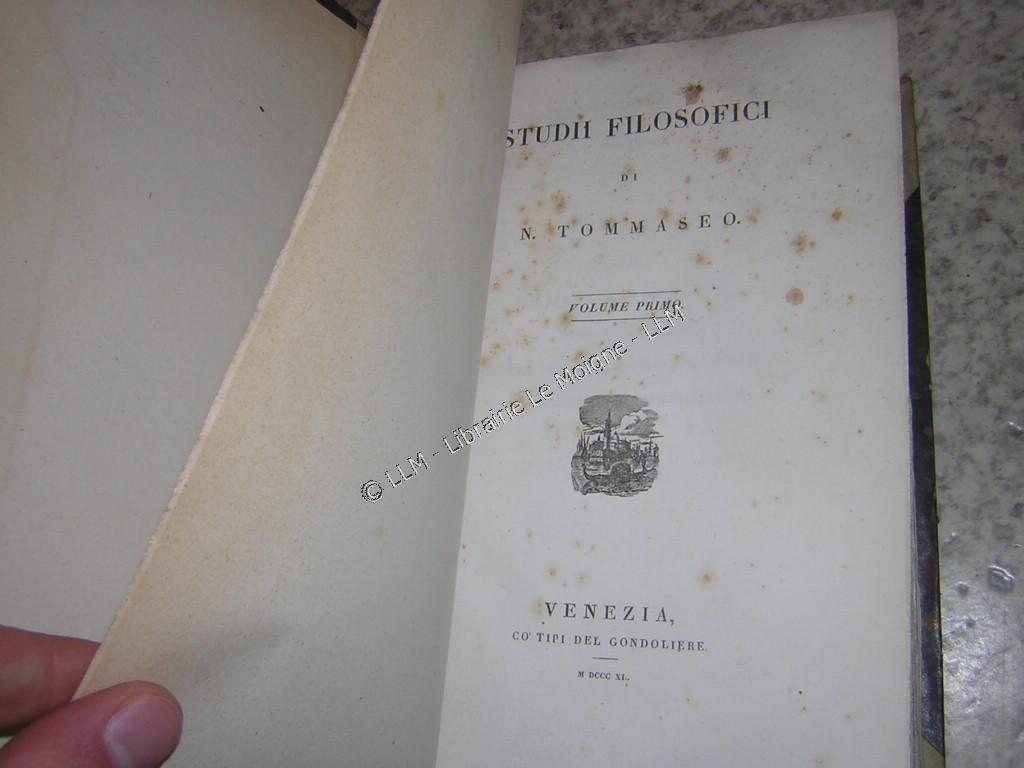 STUDII FILOSOFICI
DI
N. TOMMASEO.
VOLUME PRIMO.
© LLM - Librairie Le Moigne - LLM
VENEZIA,
CO' TIPI DEL GONDOLIERE.
M DCCC XL.